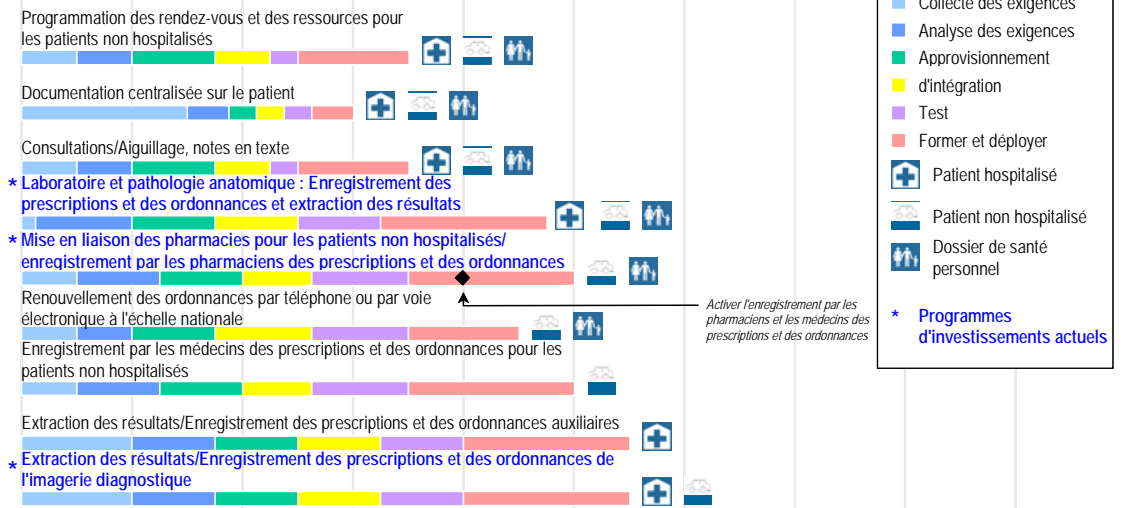 Programmation des rendez-vous et des ressources pour
les patients non hospitalisés
Documentation centralisée sur le patient
Consultations/Aiguillage, notes en texte
* Laboratoire et pathologie anatomique : Enregistrement des
prescriptions et des ordonnances et extraction des résultats
* Mise en liaison des pharmacies pour les patients non hospitalisés/
enregistrement par les pharmaciens des prescriptions et des ordonnances
Renouvellement des ordonnances par téléphone ou par voie
électronique à l'échelle nationale
Enregistrement par les médecins des prescriptions et des ordonnances pour les
patients non hospitalisés
Extraction des résultats/Enregistrement des prescriptions et des ordonnances auxiliaires
* Extraction des résultats/Enregistrement des prescriptions et des ordonnances de
l'imagerie diagnostique
Activer l'enregistrement par les
pharmaciens et les médecins des
prescriptions et des ordonnances
Collecte des exigences
Analyse des exigences
Approvisionnement
d'intégration
Test
Former et déployer
Patient hospitalisé
Patient non hospitalisé
Dossier de santé
personnel
* Programmes
d'investissements actuels